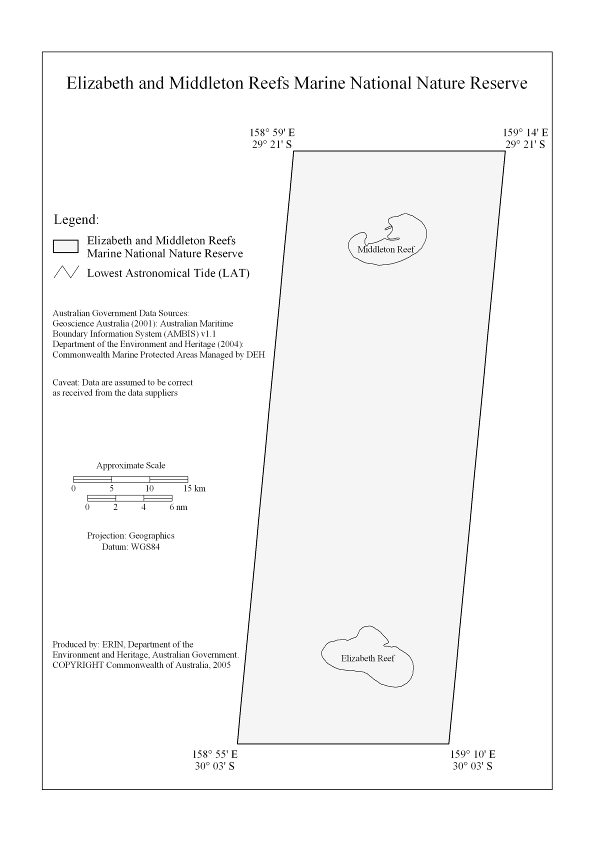 Elizabeth and Middleton Reefs Marine National Nature Reserve
158° 59' E
29° 21' S
159° 14' E
29° 21' S
Middleton Reef
Legend:
Elizabeth and Middleton Reefs
Marine National Nature Reserve
Lowest Astronomical Tide (LAT)
Australian Government Data Sources:
Geoscience Australia (2001): Australian Maritime
Boundary Information System (AMBIS) v1.1
Department of the Environment and Heritage (2004):
Commonwealth Marine Protected Areas Managed by DEH
Caveat: Data are assumed to be correct
as received from the data suppliers
Approximate Scale
0 5 10 15 km
0 2 4 6 nm
Projection: Geographics
Datum: WGS84
Produced by: ERIN, Department of the
Environment and Heritage, Australian Government.
COPYRIGHT Commonwealth of Australia, 2005
Elizabeth Reef
158° 55' E
30° 03' S
159° 10' E
30° 03' S